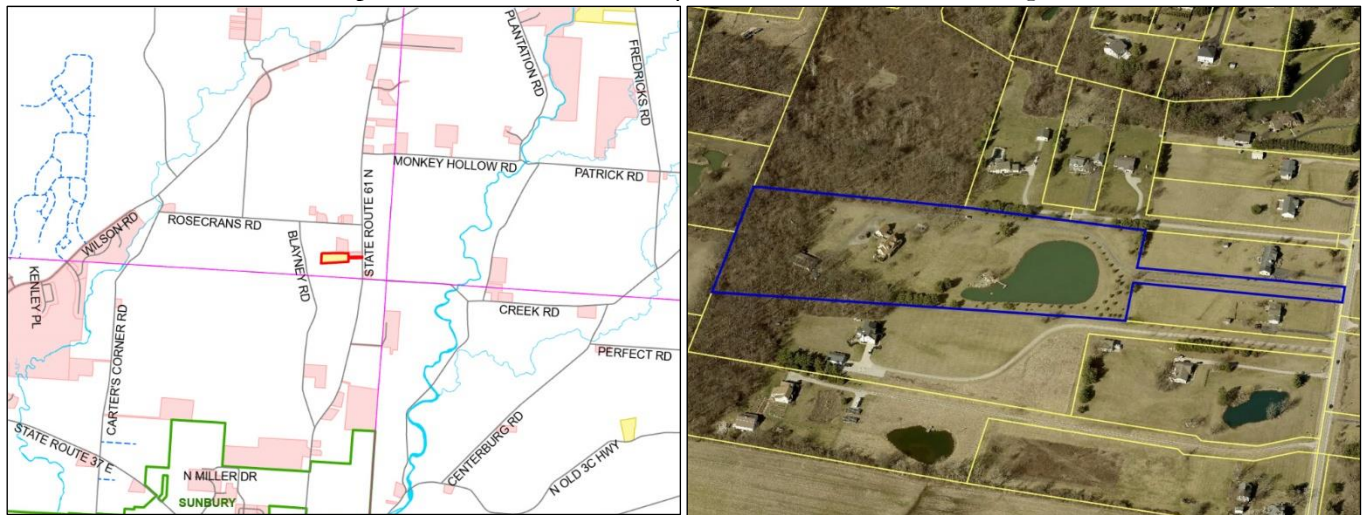 PLANTATION RD
FREDRICKS RD
MONKEY HOLLOW RD
PATRICK RD
STATE ROUTE 61 N
ROSECRANS RD
WILSON RD
BLAYNEY RD
KENLEY PL
CARTER'S CORNER RD
CREEK RD
PERFECT RD
CENTERBURG RD
N OLD 3C HWY
STATE ROUTE 37 E
N MILLER DR
SUNBURY